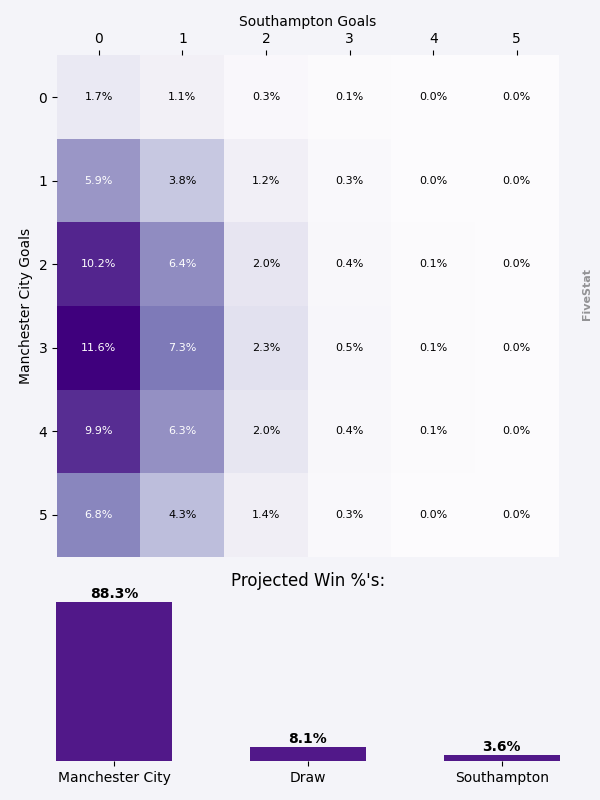 Southampton Goals
0 1 2 3 4 5
Manchester City Goals
0 1.7% 1.1% 0.3% 0.1% 0.0% 0.0%
1 5.9% 3.8% 1.2% 0.3% 0.0% 0.0%
2 10.2% 6.4% 2.0% 0.4% 0.1% 0.0%
3 11.6% 7.3% 2.3% 0.5% 0.1% 0.0%
4 9.9% 6.3% 2.0% 0.4% 0.1% 0.0%
5 6.8% 4.3% 1.4% 0.3% 0.0% 0.0%
FiveStat
Projected Win %'s:
88.3% 8.1% 3.6%
Manchester City Draw Southampton